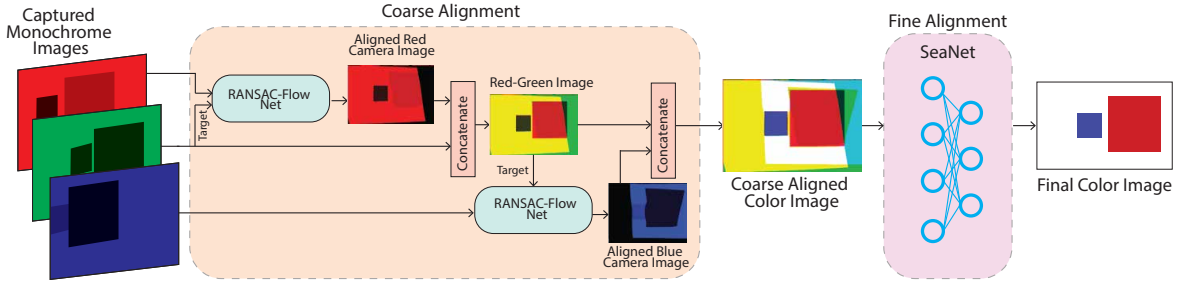 Captured
Monochrome
Images
Coarse Alignment
Aligned Red
Camera Image
RANSAC-Flow
Net
Target
Concatenate
Red-Green Image
Target
RANSAC-Flow
Net
Aligned Blue
Camera Image
Concatenate
Coarse Aligned
Color Image
Fine Alignment
SeaNet
Final Color Image